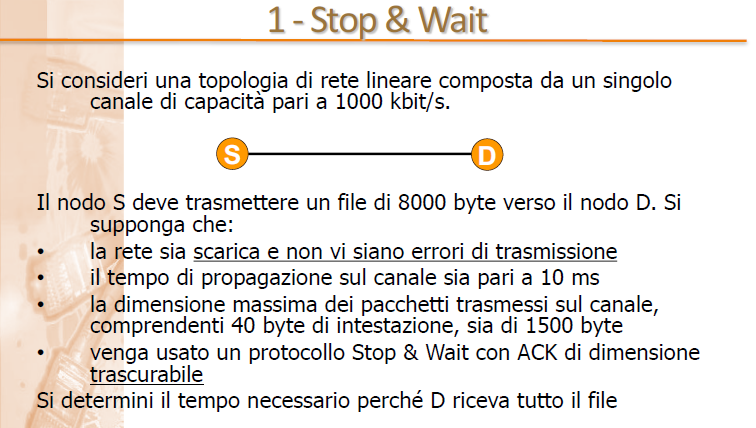 1 - Stop & Wait
Si consideri una topologia di rete lineare composta da un singolo
canale di capacità pari a 1000 kbit/s.
S D
Il nodo S deve trasmettere un file di 8000 byte verso il nodo D. Si
supponga che:
• la rete sia scarica e non vi siano errori di trasmissione
• il tempo di propagazione sul canale sia pari a 10 ms
• la dimensione massima dei pacchetti trasmessi sul canale,
comprendenti 40 byte di intestazione, sia di 1500 byte
• venga usato un protocollo Stop & Wait con ACK di dimensione
trascurabile
Si determini il tempo necessario perché D riceva tutto il file